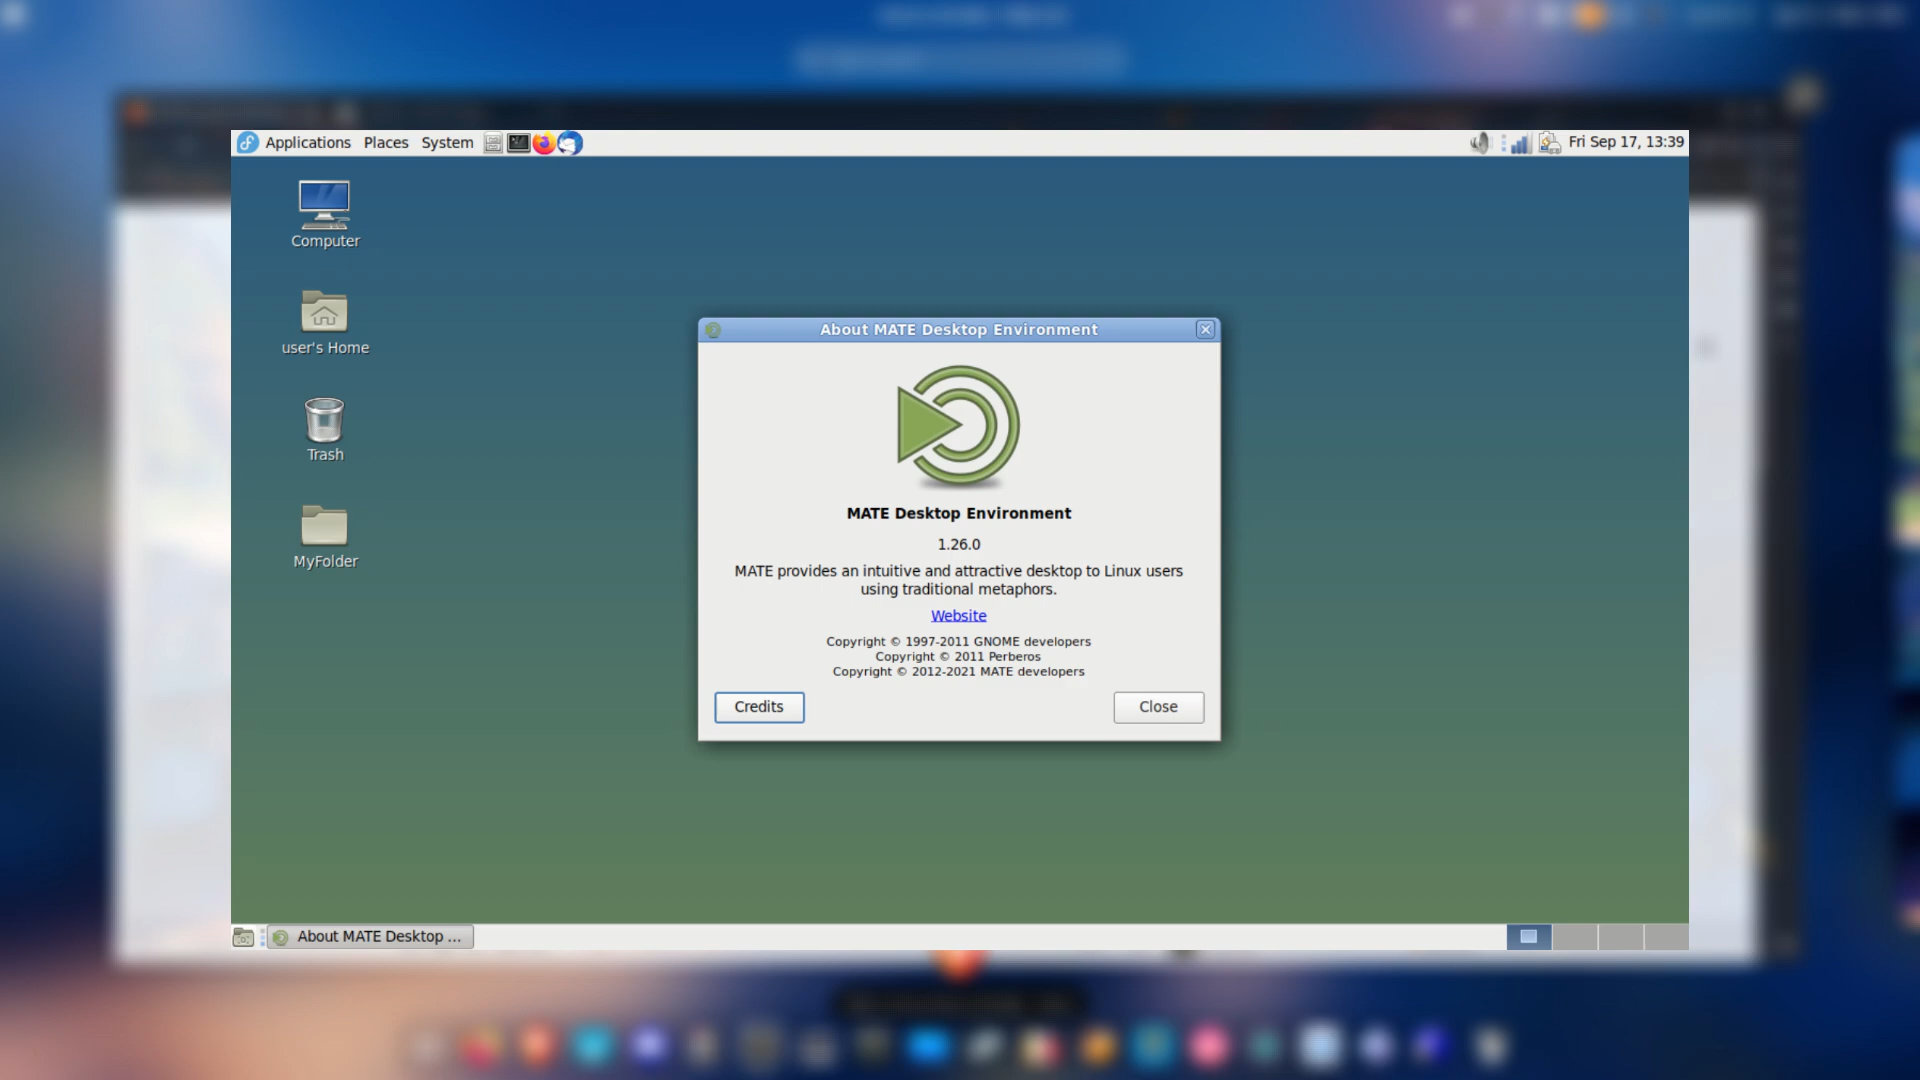 Applications Places System
Fri Sep 17, 13:39
Computer
user's Home
Trash
MyFolder
About MATE Desktop Environment
MATE Desktop Environment
1.26.0
MATE provides an intuitive and attractive desktop to Linux users
using traditional metaphors.
Website
Copyright © 1997-2011 GNOME developers
Copyright © 2011 Perberos
Copyright © 2012-2021 MATE developers
Credits
Close
About MATE Desktop ...